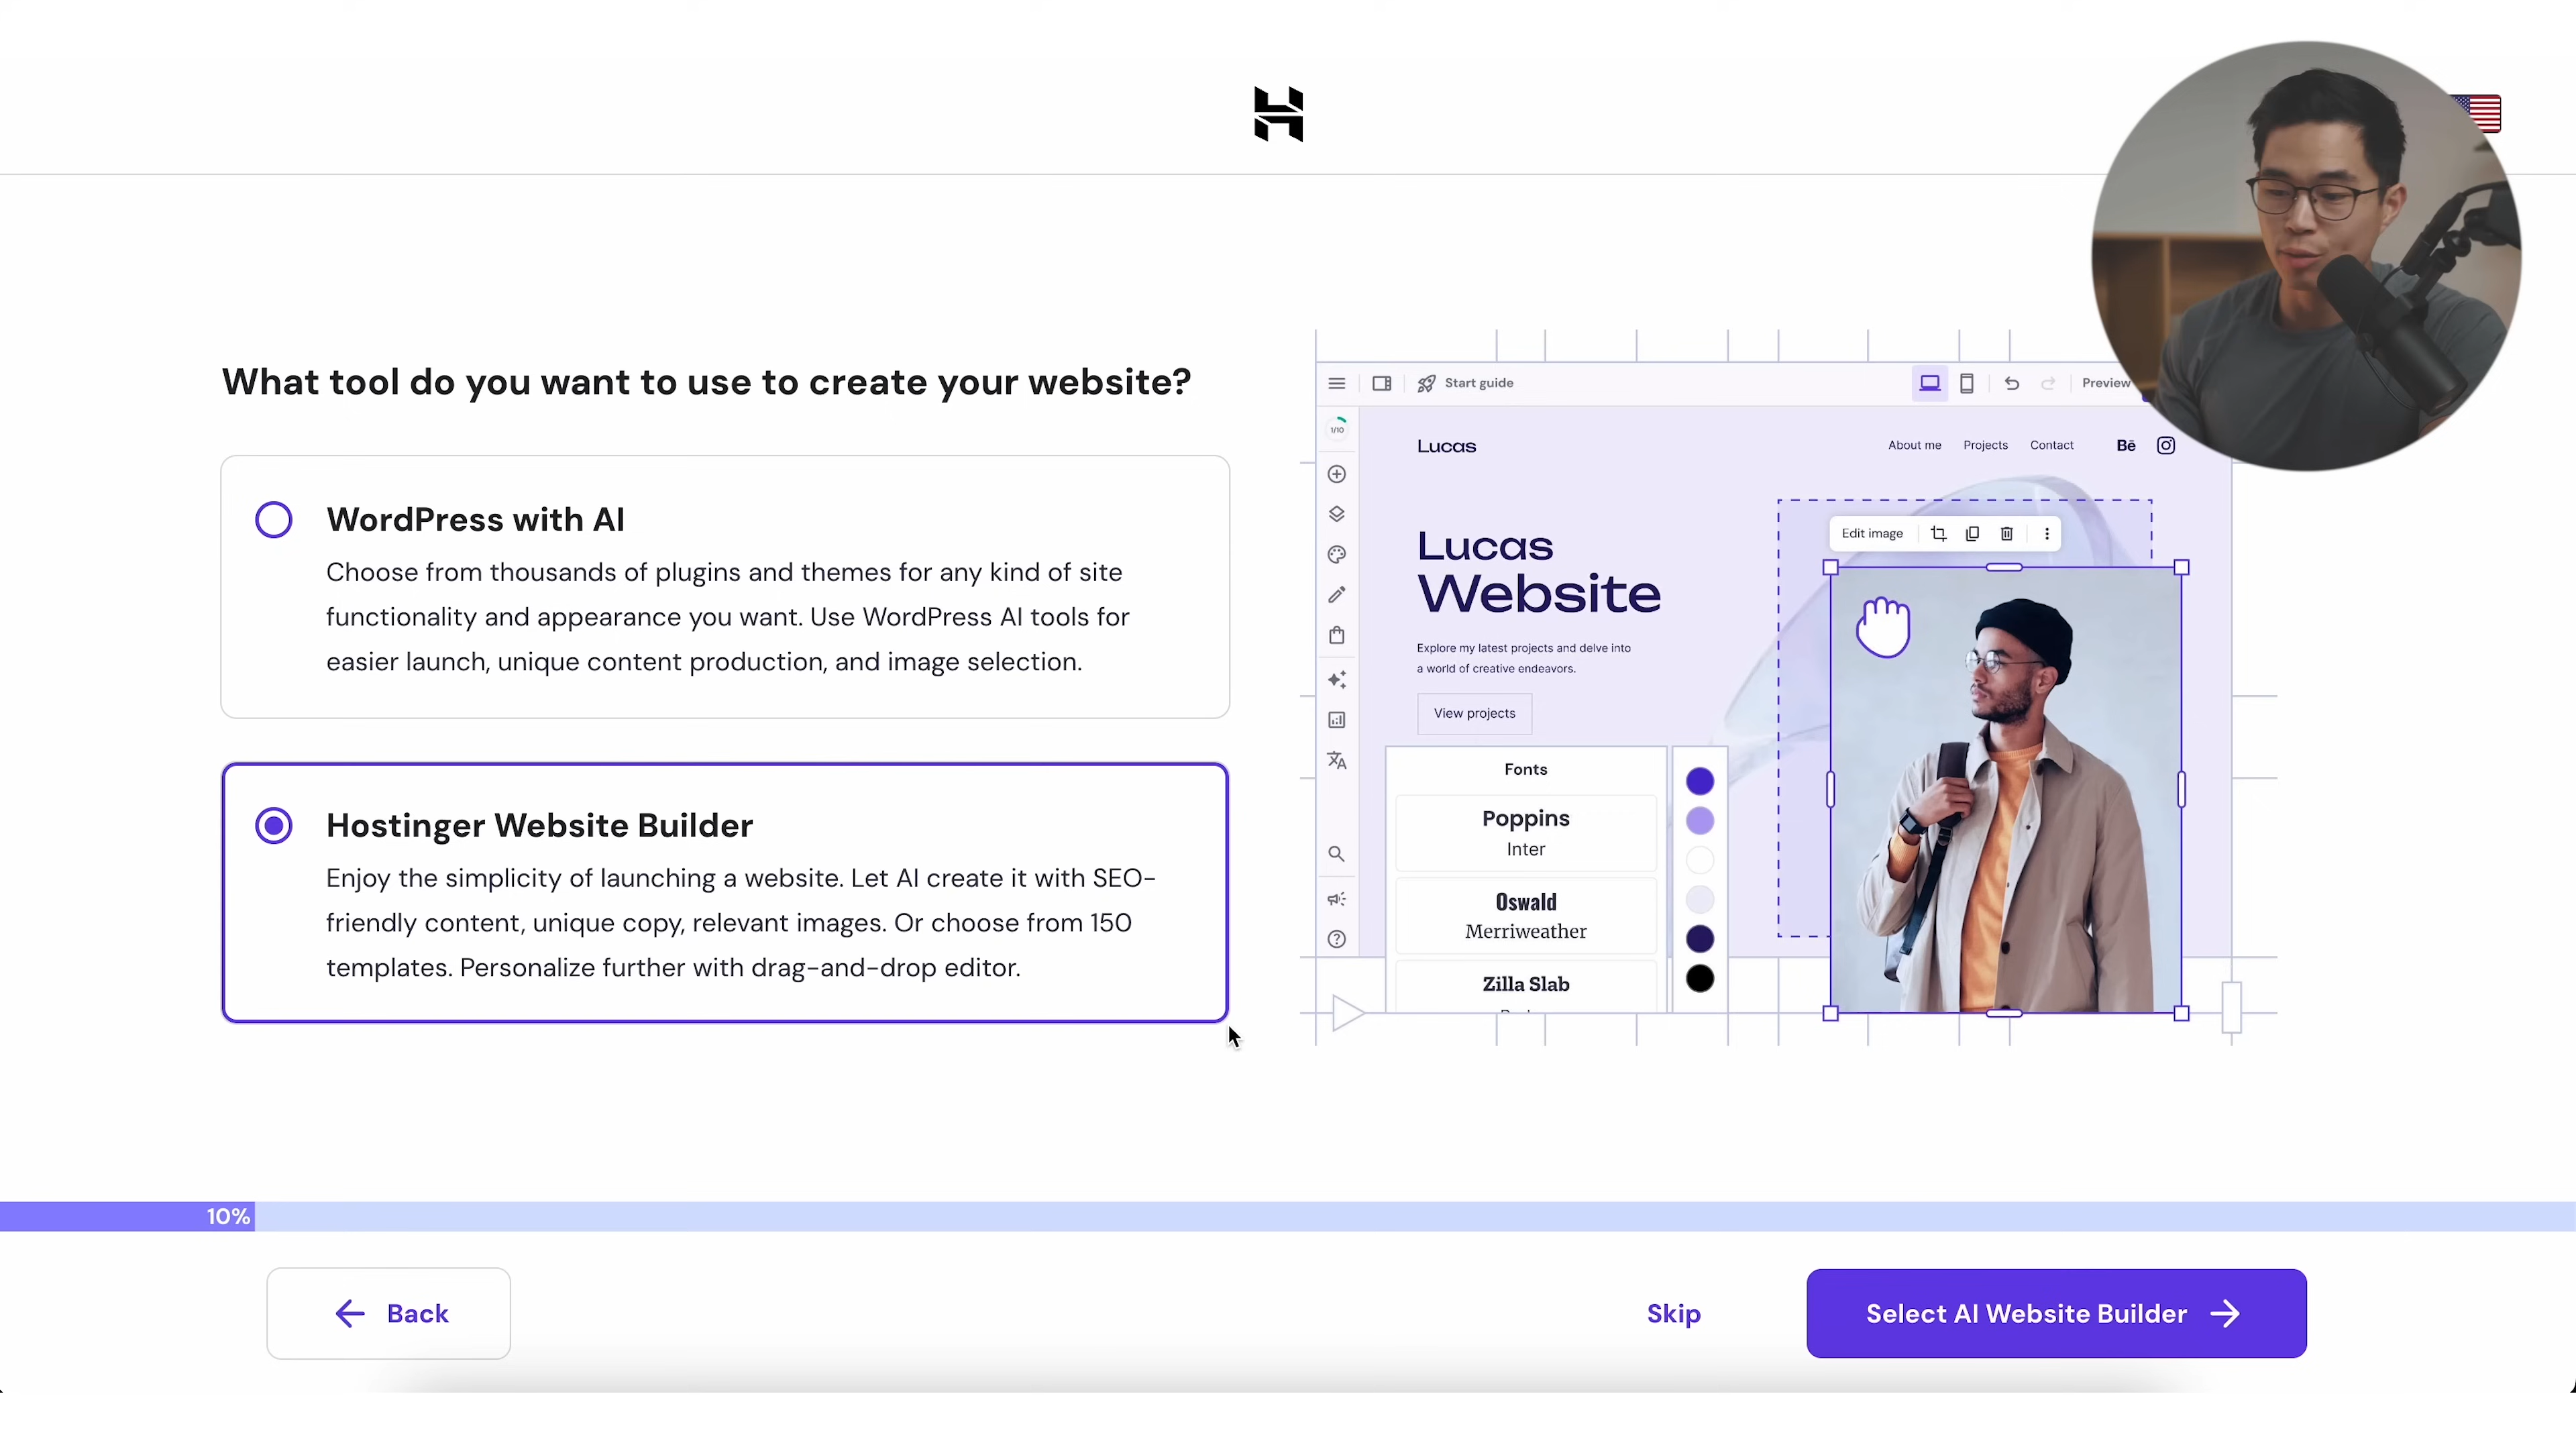 What tool do you want to use to create your website?
WordPress with AI
Choose from thousands of plugins and themes for any kind of site
functionality and appearance you want. Use WordPress AI tools for
easier launch, unique content production, and image selection.
Hostinger Website Builder
Enjoy the simplicity of launching a website. Let AI create it with SEO-
friendly content, unique copy, relevant images. Or choose from 150
templates. Personalize further with drag-and-drop editor.
Start guide
Preview
1/10
Lucas
About me
Projects
Contact
Bē
Edit image
Lucas
Website
Explore my latest projects and delve into
a world of creative endeavors.
View projects
Fonts
Poppins
Inter
Oswald
Merriweather
Zilla Slab
10%
Back
Skip
Select AI Website Builder